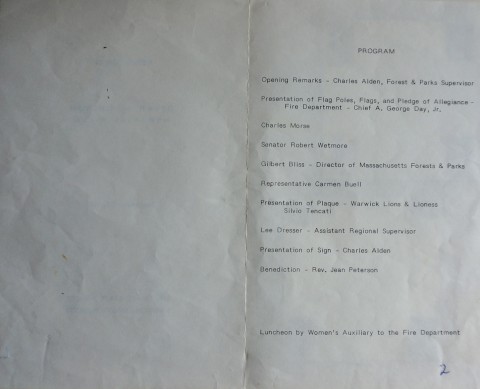 PROGRAM
Opening Remarks - Charles Alden, Forest & Parks Supervisor
Presentation of Flag Poles, Flags, and Pledge of Allegiance -
Fire Department - Chief A. George Day, Jr.
Charles Morse
Senator Robert Wetmore
Gilbert Bliss - Director of Massachusetts Forests & Parks
Representative Carmen Buell
Presentation of Plaque - Warwick Lions & Lioness
Silvio Tencati
Lee Dresser - Assistant Regional Supervisor
Presentation of Sign - Charles Alden
Benediction - Rev. Jean Peterson
Luncheon by Women's Auxiliary to the Fire Department
2